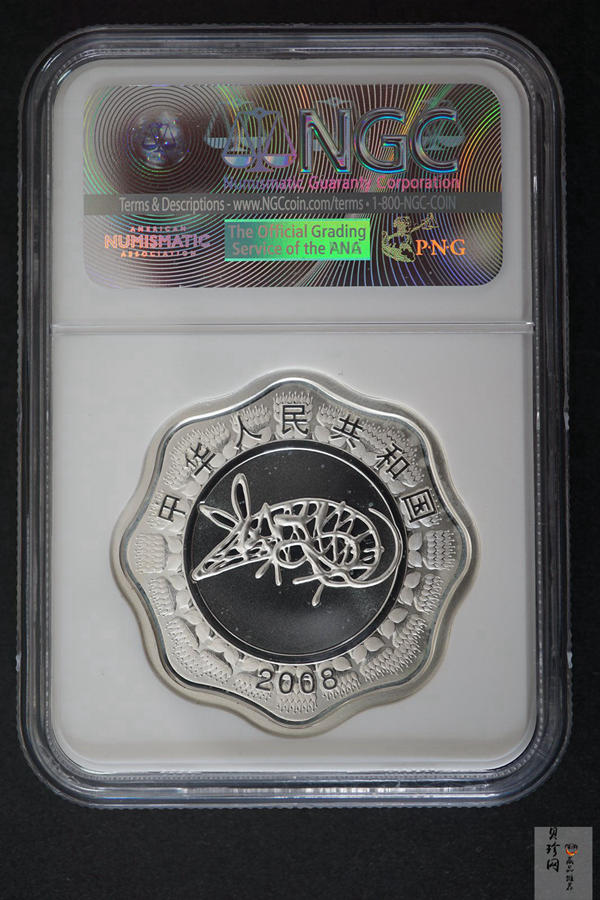 NGC
Numismatic Guaranty Corporation
Terms & Descriptions - www.NGCcoin.com/terms • 1-800-NGC-COIN
AMERICAN
NUMISMATIC
ASSOCIATION
The Official Grading
Service of the ANA
PNG
中华人民共和国
2008
贝珍网